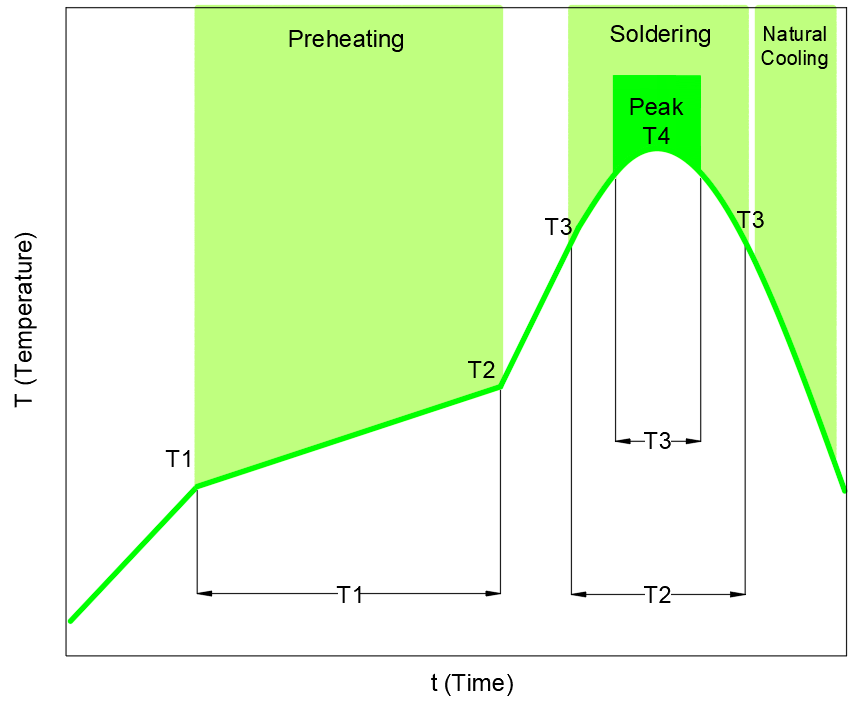 Preheating
Soldering
Natural
Cooling
Peak
T4
T3
T3
T2
T1
T3
T1
T2
T (Temperature)
t (Time)